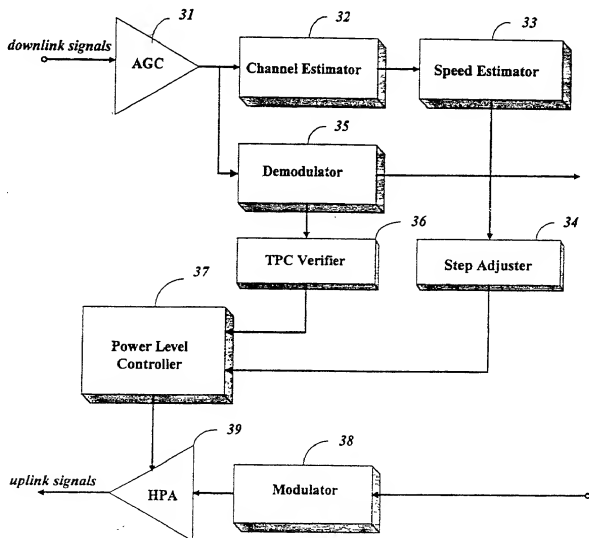 31
32
33
downlink signals
AGC
Channel Estimator
Speed Estimator
35
Demodulator
36
34
TPC Verifier
Step Adjuster
37
Power Level
Controller
39
38
uplink signals
HPA
Modulator